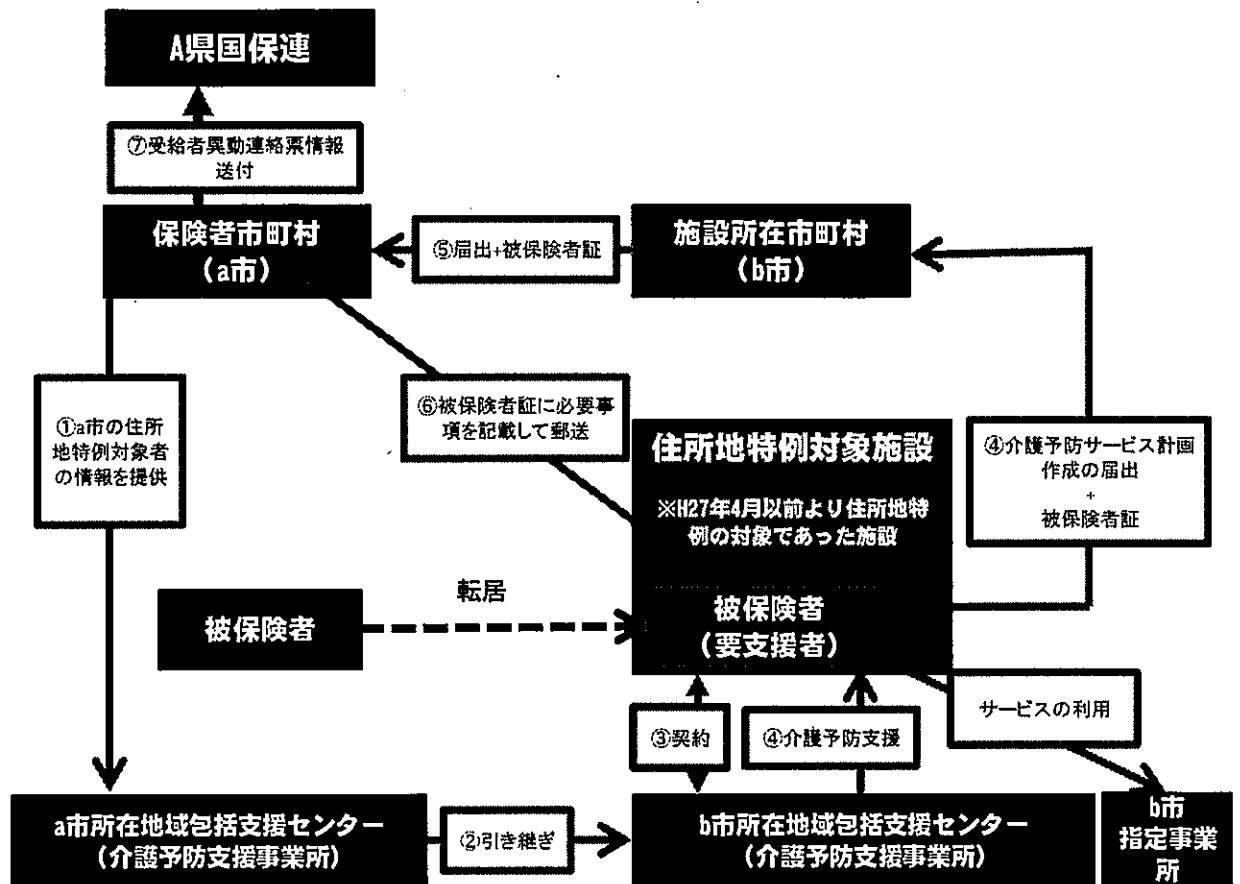 A県国保連
⑦受給者異動連絡票情報
送付
保険者市町村
（a市）
⑤届出+被保険者証
施設所在市町村
（b市）
①a市の住所
地特例対象者
の情報を提供
⑥被保険者証に必要事
項を記載して郵送
住所地特例対象施設
※H27年4月以前より住所地特
例の対象であった施設
④介護予防サービス計画
作成の届出
+
被保険者証
被保険者
転居
被保険者
（要支援者）
③契約
④介護予防支援
サービスの利用
a市所在地域包括支援センター
（介護予防支援事業所）
②引き継ぎ
b市所在地域包括支援センター
（介護予防支援事業所）
b市
指定事業
所